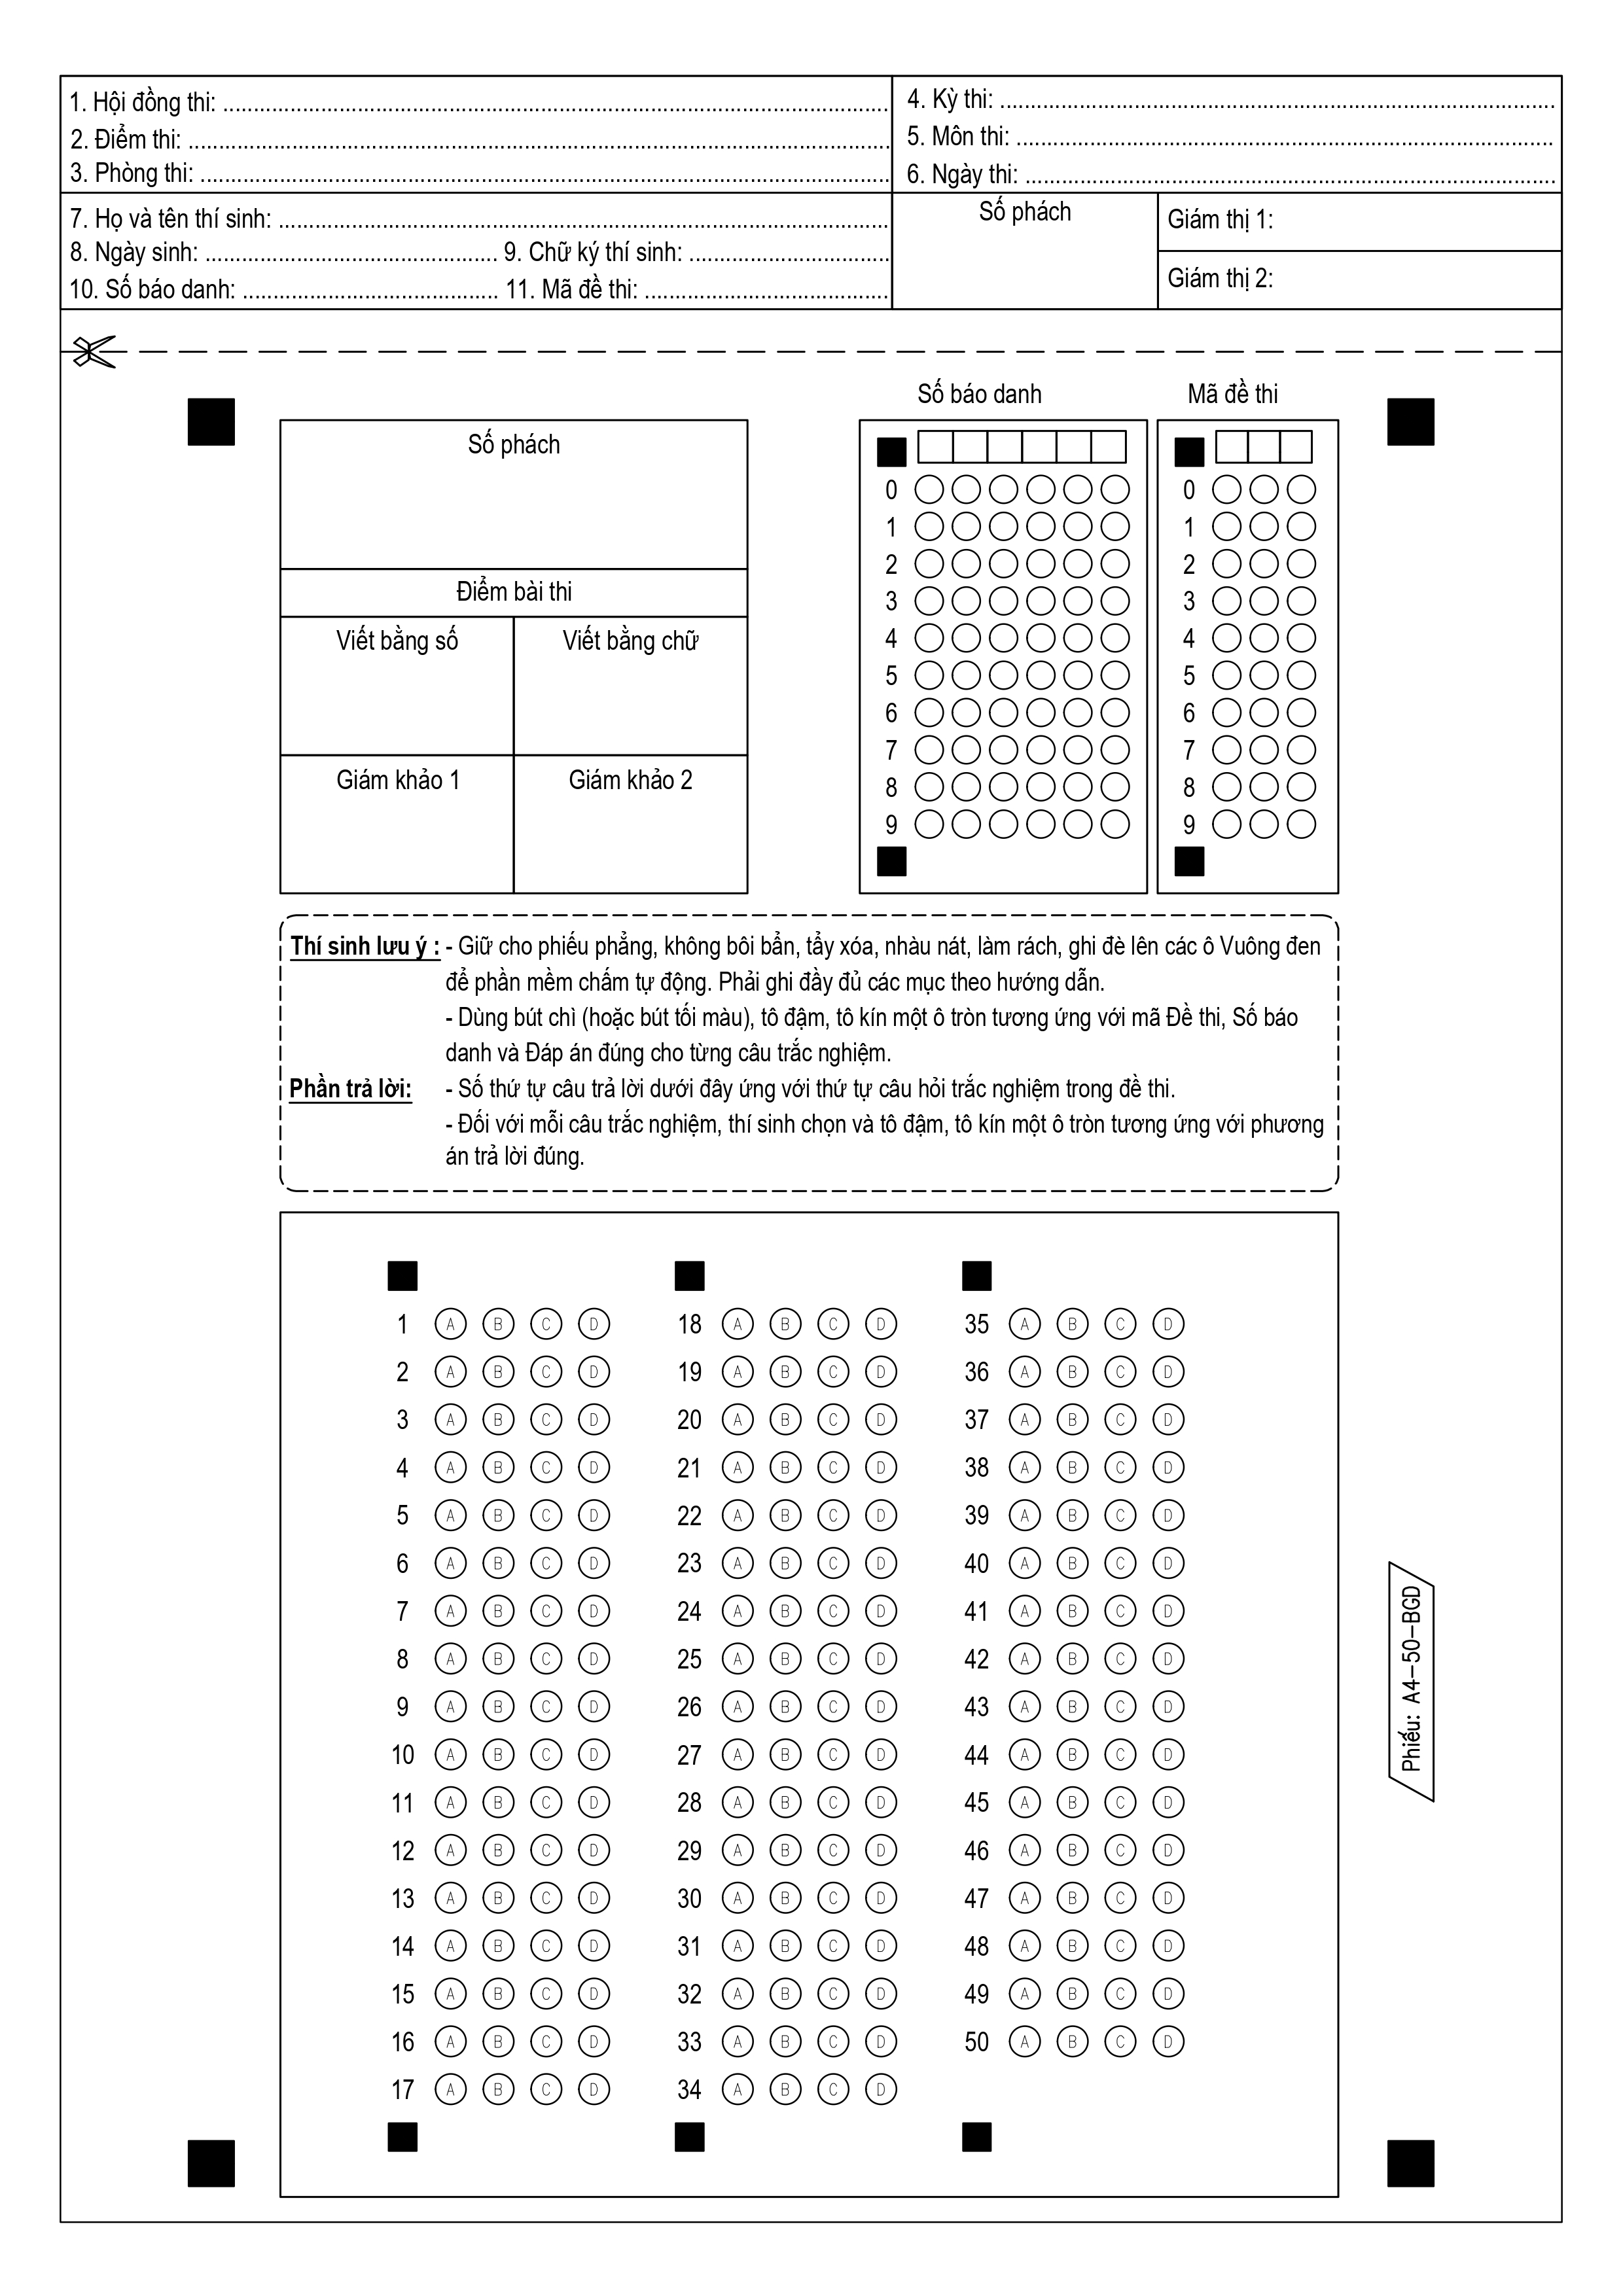 1. Hội đồng thi: ........................................................................................................
2. Điểm thi: ........................................................................................................
3. Phòng thi: ........................................................................................................
4. Kỳ thi: ........................................................................................................
5. Môn thi: ........................................................................................................
6. Ngày thi: ........................................................................................................
7. Họ và tên thí sinh: ........................................................................................................
8. Ngày sinh: ................................................ 9. Chữ ký thí sinh: .................................
10. Số báo danh: .......................................... 11. Mã đề thi: ........................................
Số phách
Giám thị 1:
Giám thị 2:
Số phách
Điểm bài thi
Viết bằng số Viết bằng chữ
Giám khảo 1 Giám khảo 2
Số báo danh
0
1
2
3
4
5
6
7
8
9
Mã đề thi
0
1
2
3
4
5
6
7
8
9
Thí sinh lưu ý : - Giữ cho phiếu phẳng, không bôi bẩn, tẩy xóa, nhàu nát, làm rách, ghi đè lên các ô Vuông đen
để phần mềm chấm tự động. Phải ghi đầy đủ các mục theo hướng dẫn.
- Dùng bút chì (hoặc bút tối màu), tô đậm, tô kín một ô tròn tương ứng với mã Đề thi, Số báo
danh và Đáp án đúng cho từng câu trắc nghiệm.
Phần trả lời: - Số thứ tự câu trả lời dưới đây ứng với thứ tự câu hỏi trắc nghiệm trong đề thi.
- Đối với mỗi câu trắc nghiệm, thí sinh chọn và tô đậm, tô kín một ô tròn tương ứng với phương
án trả lời đúng.
1 A B C D
2 A B C D
3 A B C D
4 A B C D
5 A B C D
6 A B C D
7 A B C D
8 A B C D
9 A B C D
10 A B C D
11 A B C D
12 A B C D
13 A B C D
14 A B C D
15 A B C D
16 A B C D
17 A B C D
18 A B C D
19 A B C D
20 A B C D
21 A B C D
22 A B C D
23 A B C D
24 A B C D
25 A B C D
26 A B C D
27 A B C D
28 A B C D
29 A B C D
30 A B C D
31 A B C D
32 A B C D
33 A B C D
34 A B C D
35 A B C D
36 A B C D
37 A B C D
38 A B C D
39 A B C D
40 A B C D
41 A B C D
42 A B C D
43 A B C D
44 A B C D
45 A B C D
46 A B C D
47 A B C D
48 A B C D
49 A B C D
50 A B C D
Phiếu: A4-50-BGD